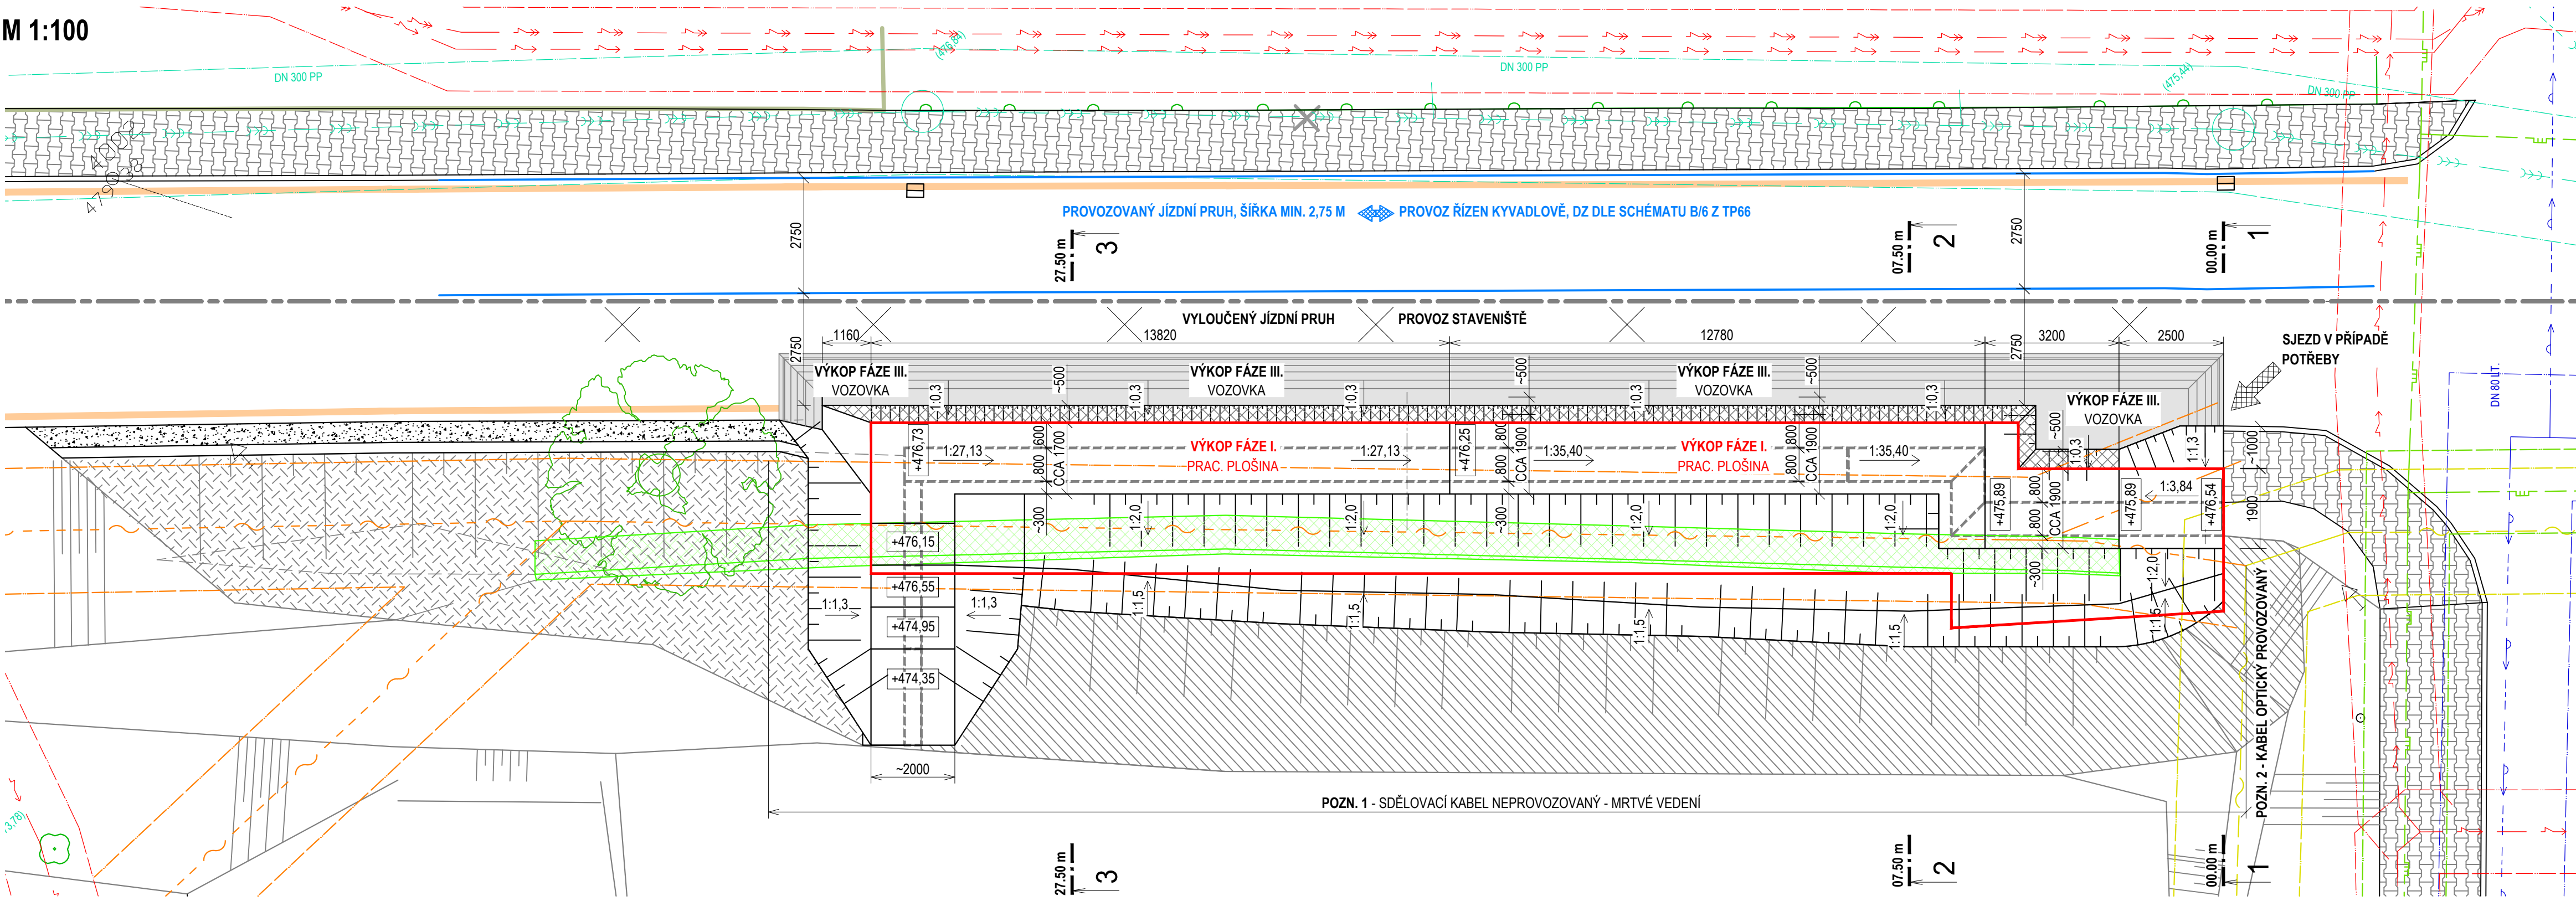 M 1:100
DN 300 PP
(476,84)
DN 300 PP
(475,44)
DN 300 PP
PROVOZOVANÝ JÍZDNÍ PRUH, ŠÍŘKA MIN. 2,75 M
PROVOZ ŘÍZEN KYVADLOVĚ, DZ DLE SCHÉMATU B/6 Z TP66
2750
27.50 m
3
07.50 m
2
2750
00.00 m
1
VYLOUČENÝ JÍZDNÍ PRUH
PROVOZ STAVENIŠTĚ
2750
1160
13820
12780
2750
3200
2500
SJEZD V PŘÍPADĚ
POTŘEBY
VÝKOP FÁZE III.
VOZOVKA
VÝKOP FÁZE III.
VOZOVKA
VÝKOP FÁZE III.
VOZOVKA
VÝKOP FÁZE III.
VOZOVKA
1:0,3
~500
1:0,3
1:0,3
~500
1:0,3
~500
1:0,3
~500
1:0,3
1:1,3
~1000
DN 80 LT.
+476,73
1:27,13
800
600
CCA 1700
VÝKOP FÁZE I.
PRAC. PLOŠINA
1:27,13
+476,25
800
800
CCA 1900
1:35,40
VÝKOP FÁZE I.
PRAC. PLOŠINA
800
800
CCA 1900
1:35,40
+475,89
800
800
CCA 1900
+475,89
1:3,84
+476,54
1900
~300
1:2,0
1:2,0
~300
1:2,0
1:2,0
~300
1:2,0
+476,15
+476,55
+474,95
+474,35
1:1,3
1:1,3
1:1,5
1:1,5
1:1,5
1:1,5
1:1,5
~2000
POZN. 1 - SDĚLOVACÍ KABEL NEPROVOZOVANÝ - MRTVÉ VEDENÍ
POZN. 2 - KABEL OPTICKÝ PROVOZOVANÝ
27.50 m
3
07.50 m
2
00.00 m
1